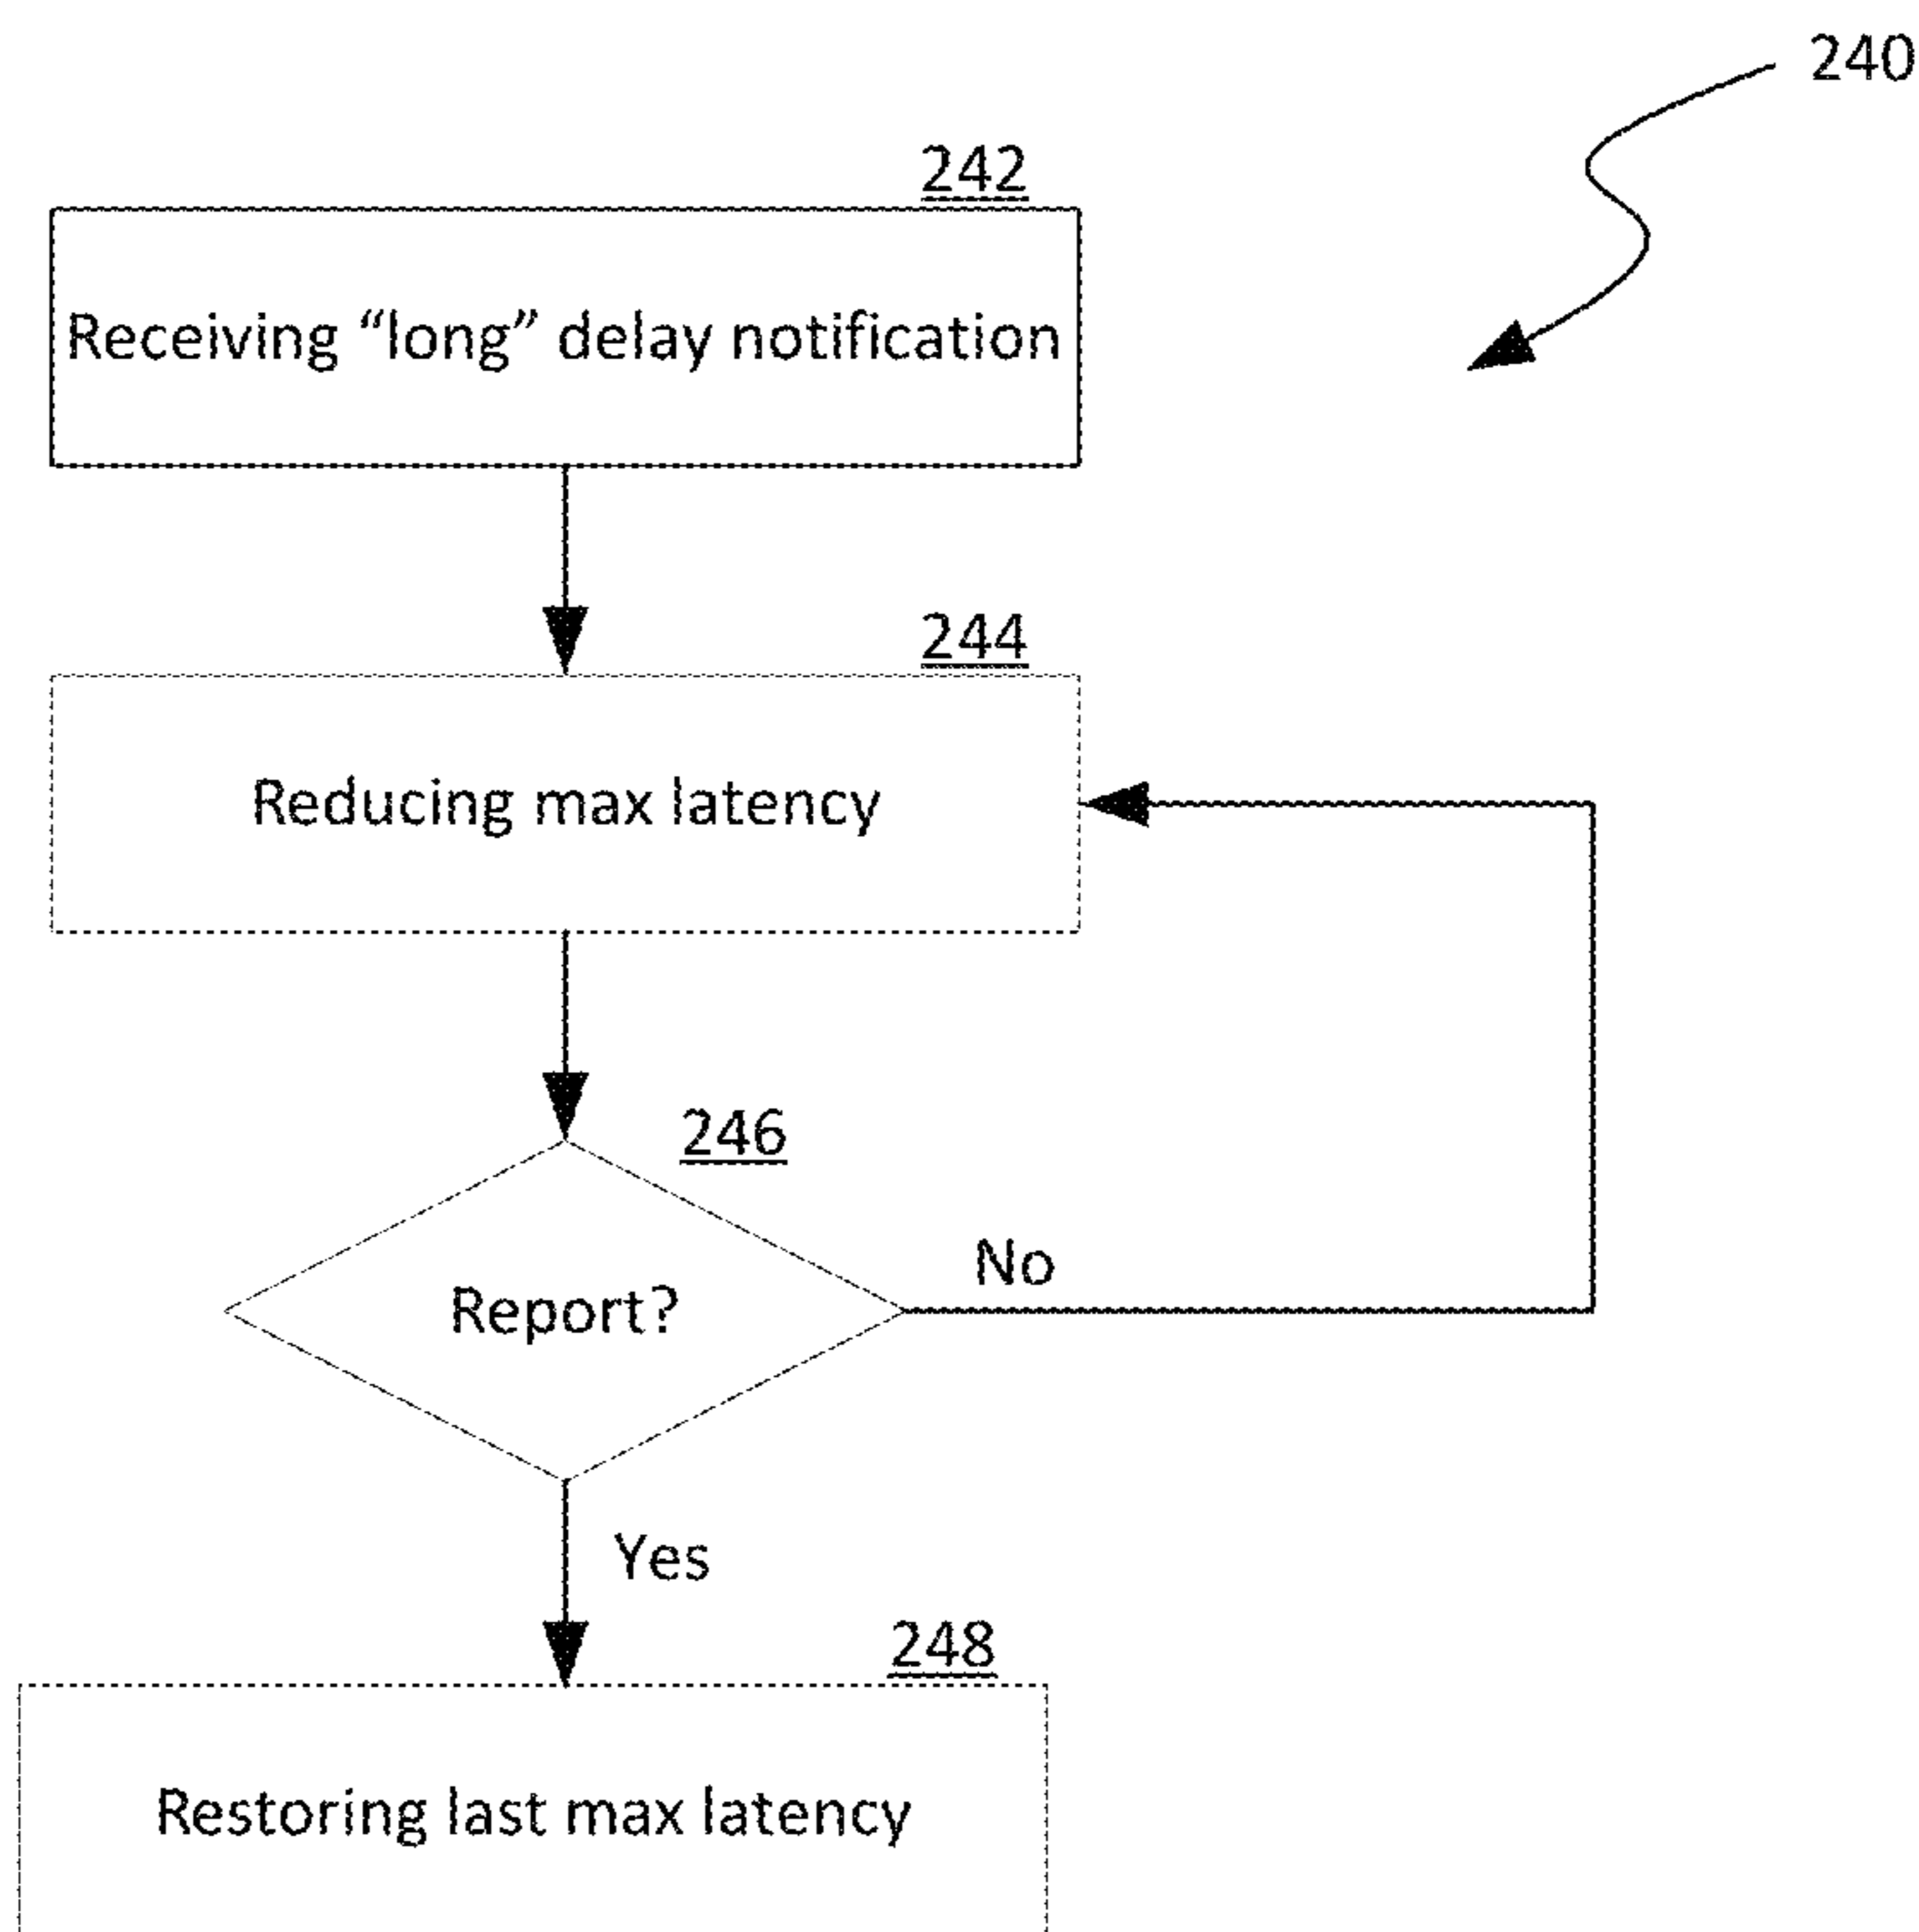 240
242
Receiving “long” delay notification
244
Reducing max latency
246
Report?
No
Yes
248
Restoring last max latency